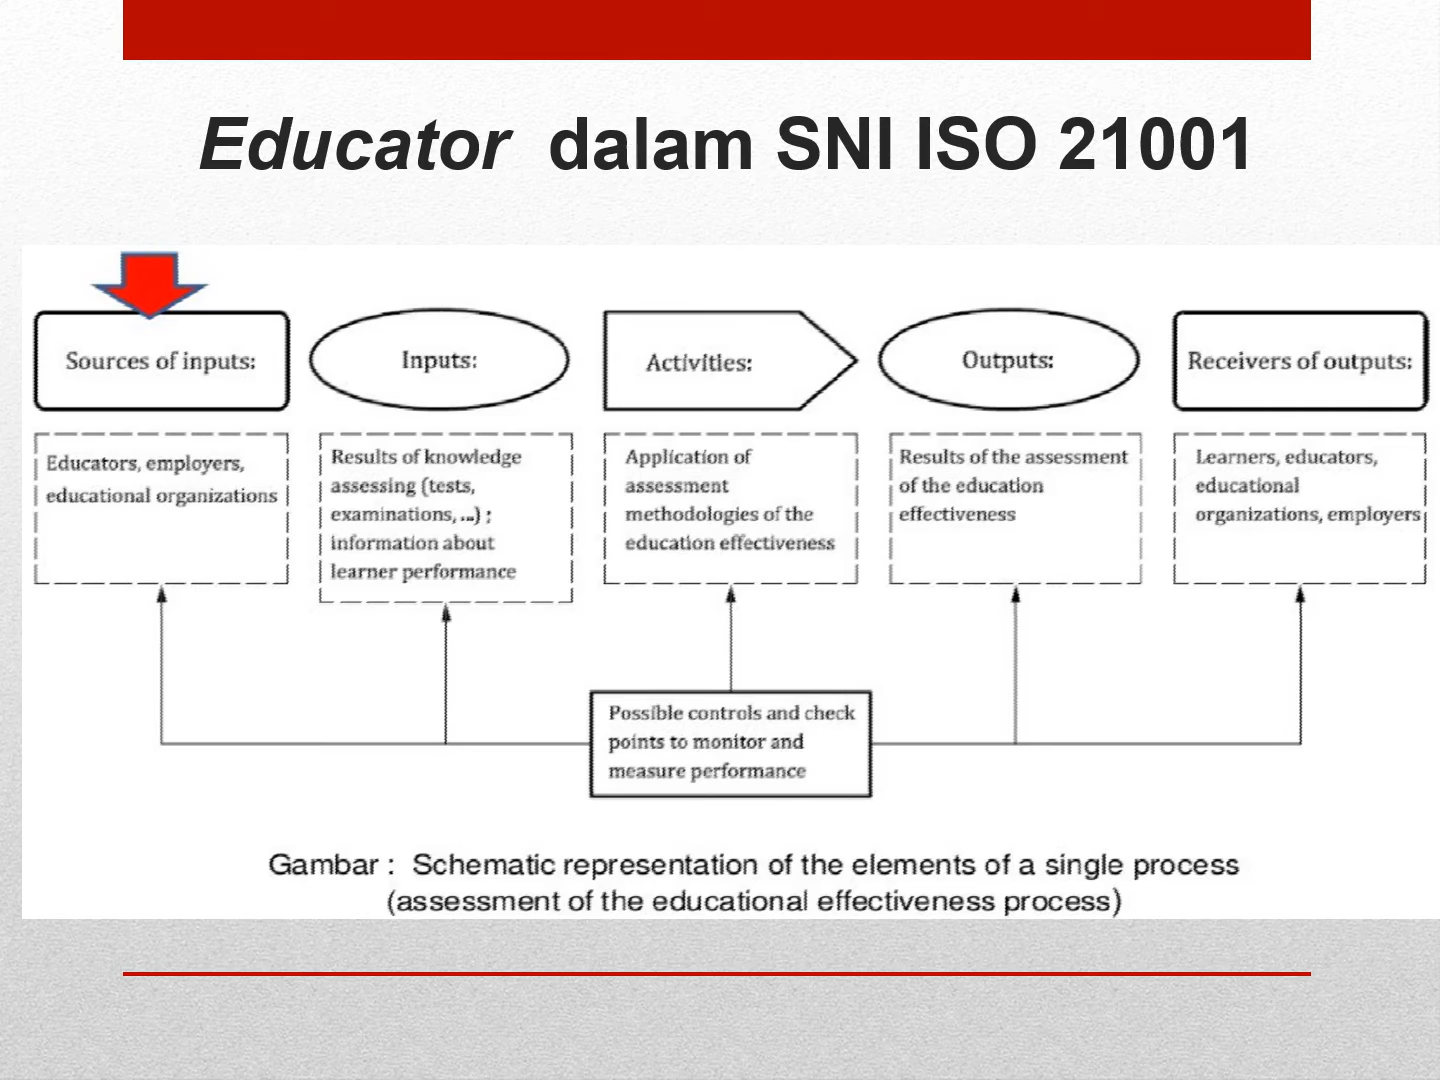 Educator dalam SNI ISO 21001
Sources of inputs:
Inputs:
Activities:
Outputs:
Receivers of outputs:
Educators, employers,
educational organizations
Results of knowledge
assessing (tests,
examinations, ...) ;
information about
learner performance
Application of
assessment
methodologies of the
education effectiveness
Results of the assessment
of the education
effectiveness
Learners, educators,
educational
organizations, employers
Possible controls and check
points to monitor and
measure performance
Gambar : Schematic representation of the elements of a single process
(assessment of the educational effectiveness process)